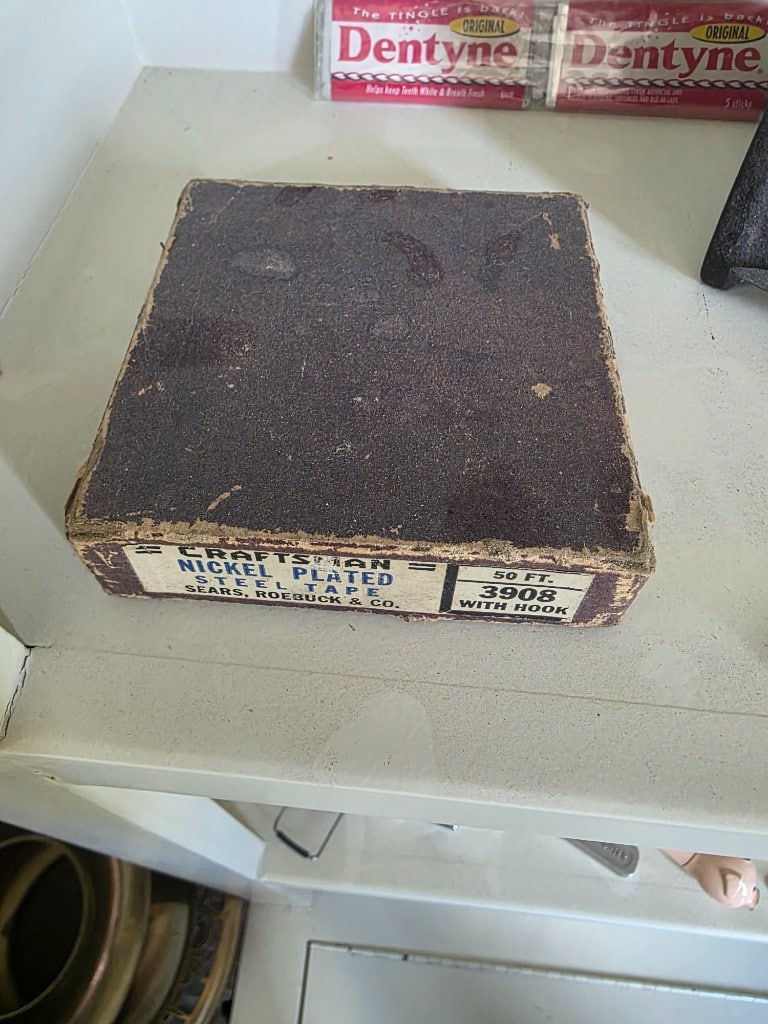 The TINGLE is back!
ORIGINAL
Dentyne
Helps keep Teeth White & Breath Fresh
gum
The TINGLE is back!
ORIGINAL
Dentyne
5 sticks
CRAFTSMAN
NICKEL PLATED
STEEL TAPE
SEARS, ROEBUCK & CO.
50 FT.
3908
WITH HOOK